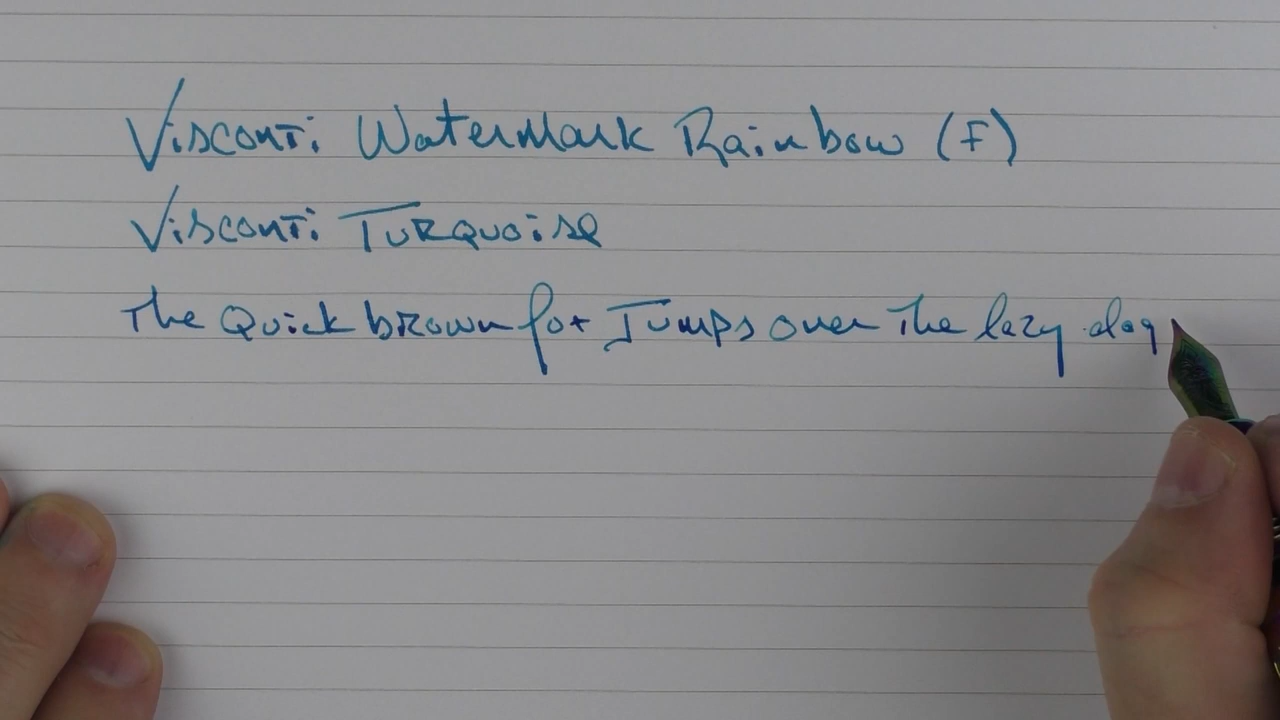 Visconti Watermark Rainbow (F)
Visconti Turquoise
The Quick brown fox Jumps over The lazy dog